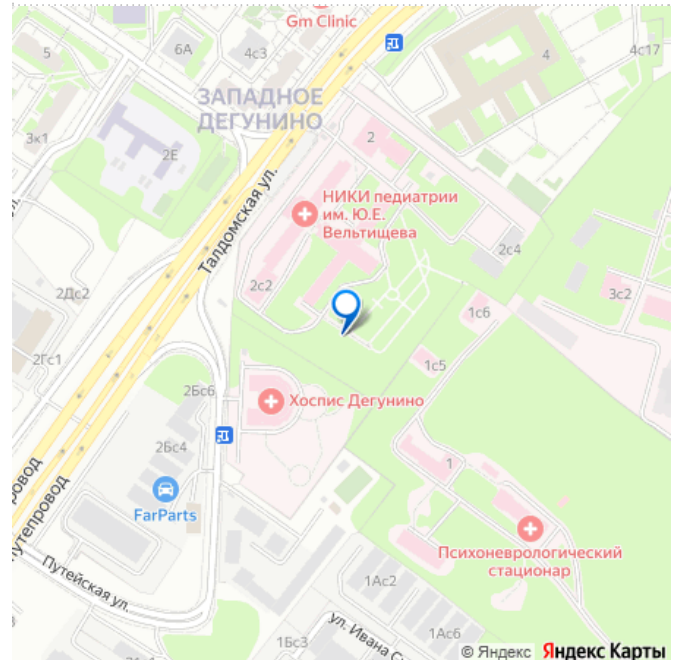 Gm Clinic
5
6А
4с3
4
4с17
ЗАПАДНОЕ
ДЕГУНИНО
3к1
2Е
2
Талдомская ул.
НИКИ педиатрии
им. Ю.Е.
Вельтищева
2с4
2с2
2Дс2
3с2
1с6
2Гс1
1с5
2Бс6
Хоспис Дегунино
2Бс4
1
FarParts
Путейская ул.
Психоневрологический
стационар
1Ас2
1Бс3
1Ас6
© Яндекс Яндекс Карты